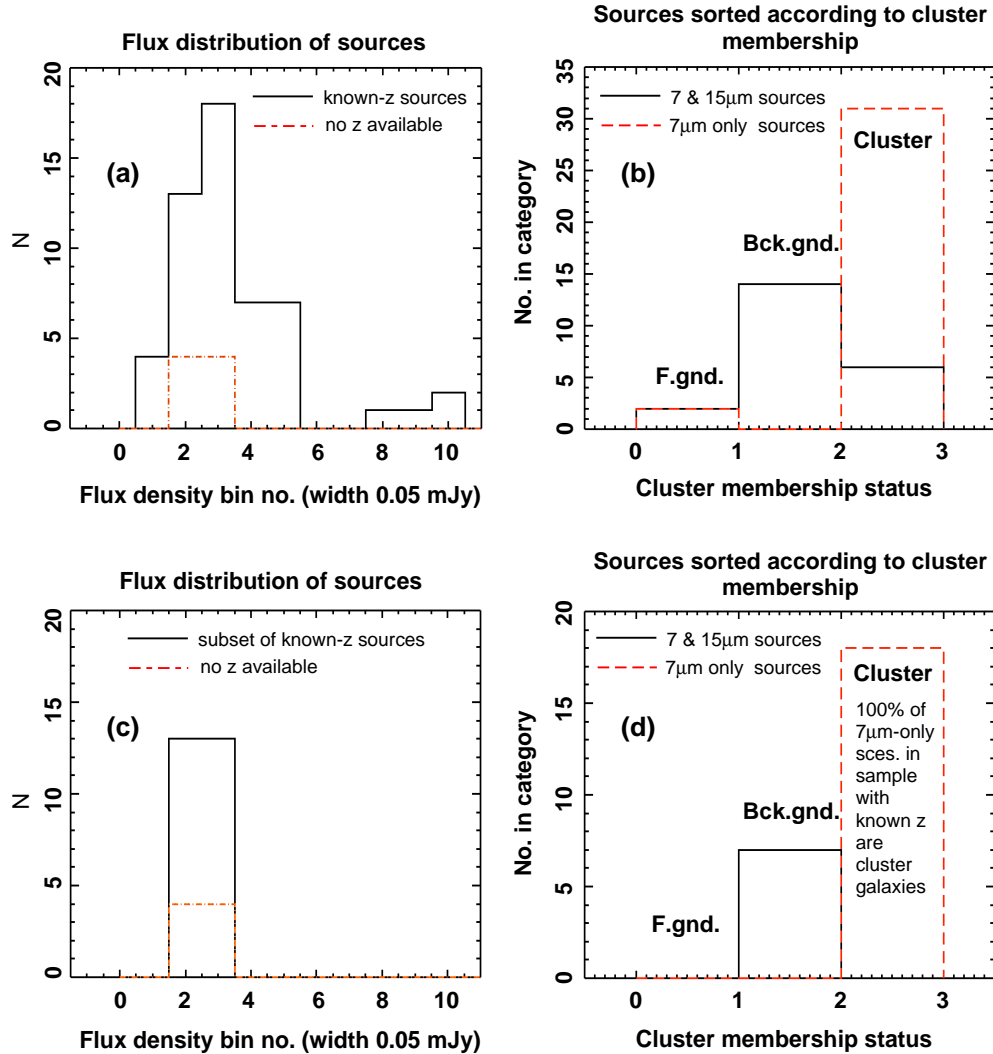 Flux distribution of sources
20
15
10
5
0
N
known-z sources
no z available
(a)
0 2 4 6 8 10
Flux density bin no. (width 0.05 mJy)
Sources sorted according to cluster
membership
35
30
25
20
15
10
5
0
No. in category
7 & 15μm sources
7μm only sources
Cluster
(b)
Bck.gnd.
F.gnd.
0 1 2 3
Cluster membership status
Flux distribution of sources
20
15
10
5
0
N
subset of known-z sources
no z available
(c)
0 2 4 6 8 10
Flux density bin no. (width 0.05 mJy)
Sources sorted according to cluster
membership
20
15
10
5
0
No. in category
7 & 15μm sources
7μm only sources
Cluster
(d)
100% of
7μm-only
sces. in
sample
with
known z
are
cluster
galaxies
Bck.gnd.
F.gnd.
0 1 2 3
Cluster membership status